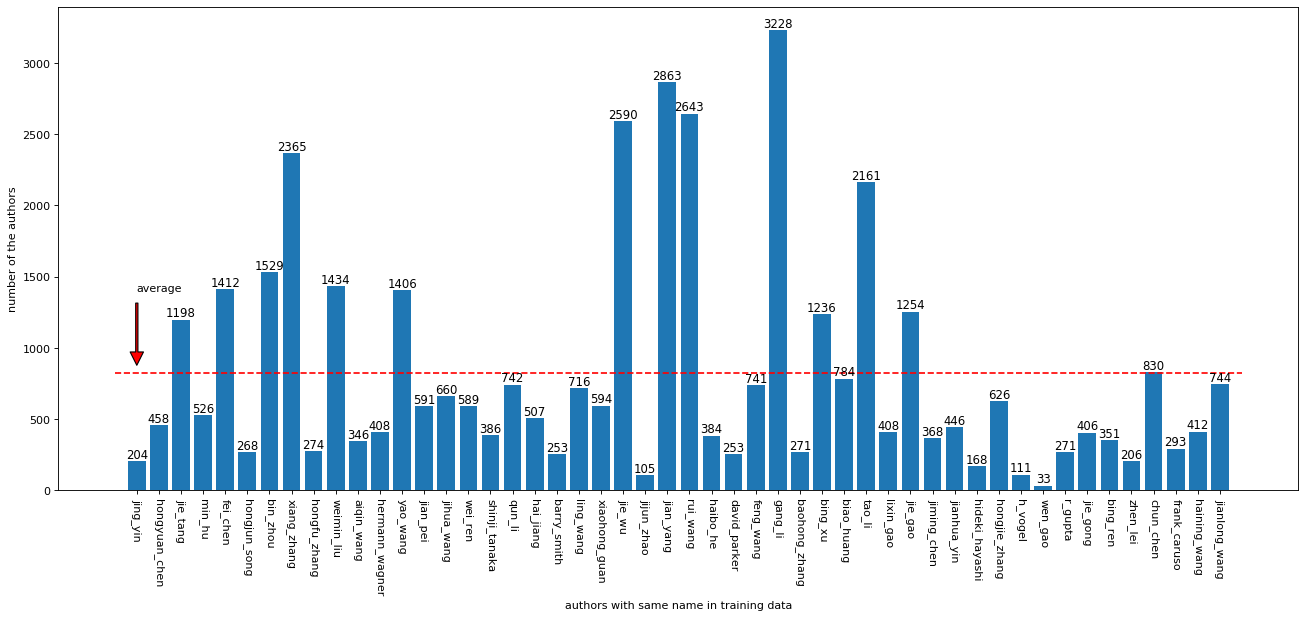 number of the authors
3000
2500
2000
1500
1000
500
0
average
204
458
1198
526
1412
268
1529
2365
274
1434
346
408
1406
591
660
589
386
742
507
253
716
594
2590
105
2863
2643
384
253
741
3228
271
1236
784
2161
408
1254
368
446
168
626
111
33
271
406
351
206
830
293
412
744
jing_yin
hongyuan_chen
jie_tang
min_hu
fei_chen
hongjun_song
bin_zhou
xiang_zhang
hongfu_zhang
weimin_liu
aiqin_wang
hermann_wagner
yao_wang
jian_pei
jihua_wang
wei_ren
shinji_tanaka
qun_li
hai_jiang
barry_smith
ling_wang
xiaohong_guan
jie_wu
jijun_zhao
jian_yang
rui_wang
haibo_he
david_parker
feng_wang
gang_li
baohong_zhang
bing_xu
biao_huang
tao_li
lixin_gao
jie_gao
jiming_chen
jianhua_yin
hideki_hayashi
hongjie_zhang
h_vogel
wen_gao
r_gupta
jie_gong
bing_ren
zhen_lei
chun_chen
frank_caruso
haining_wang
jianlong_wang
authors with same name in training data